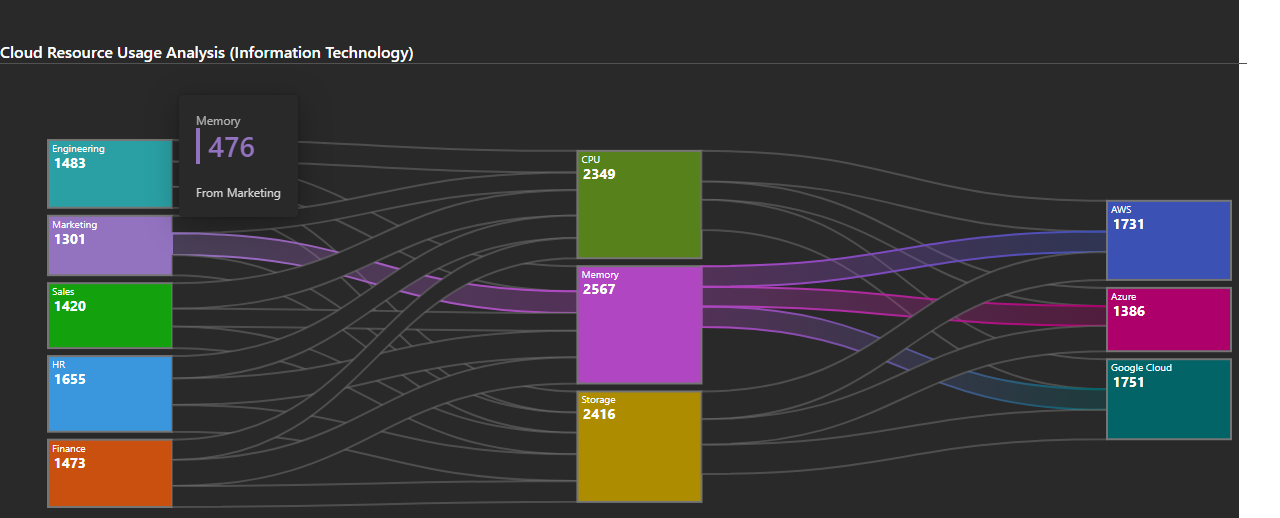 Cloud Resource Usage Analysis (Information Technology)
Memory
476
From Marketing
Engineering
1483
Marketing
1301
Sales
1420
HR
1655
Finance
1473
CPU
2349
Memory
2567
Storage
2416
AWS
1731
Azure
1386
Google Cloud
1751